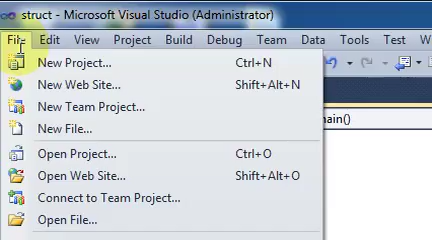 struct - Microsoft Visual Studio (Administrator)
File Edit View Project Build Debug Team Data Tools Test W
New Project... Ctrl+N
New Web Site... Shift+Alt+N
New Team Project...
New File...
ain()
Open Project... Ctrl+O
Open Web Site... Shift+Alt+O
Connect to Team Project...
Open File...